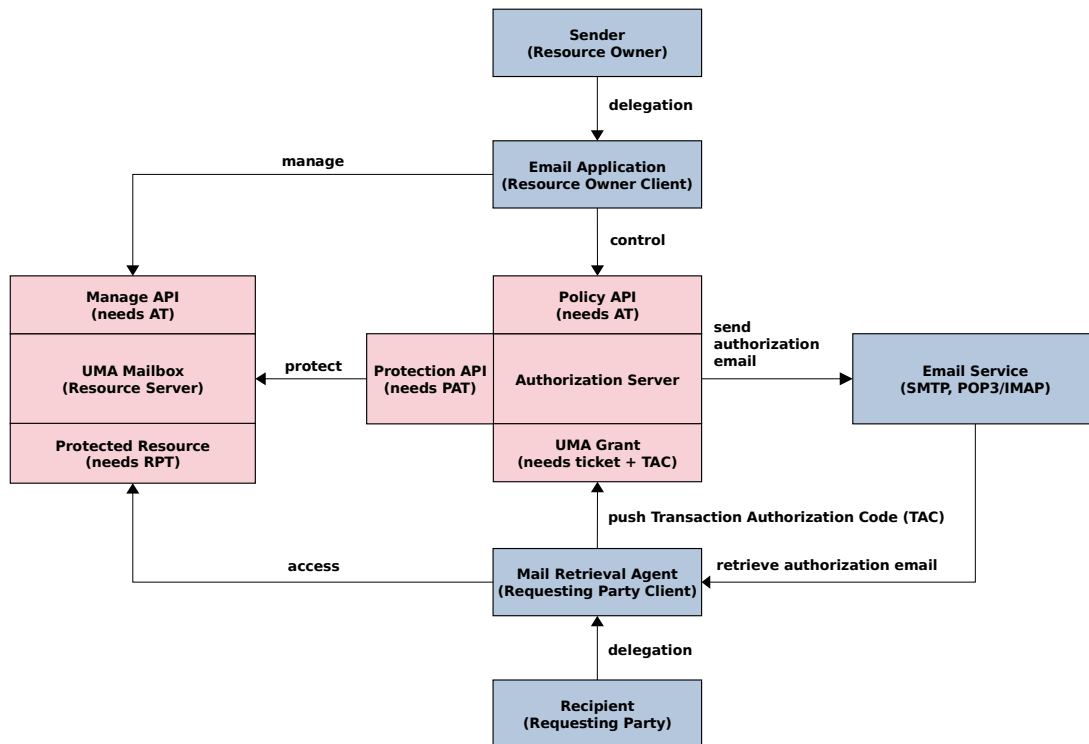 Sender
(Resource Owner)
delegation
manage
Email Application
(Resource Owner Client)
control
Manage API
(needs AT)
Policy API
(needs AT)
send
authorization
email
UMA Mailbox
(Resource Server)
protect
Protection API
(needs PAT)
Authorization Server
Email Service
(SMTP, POP3/IMAP)
Protected Resource
(needs RPT)
UMA Grant
(needs ticket + TAC)
push Transaction Authorization Code (TAC)
access
Mail Retrieval Agent
(Requesting Party Client)
retrieve authorization email
delegation
Recipient
(Requesting Party)